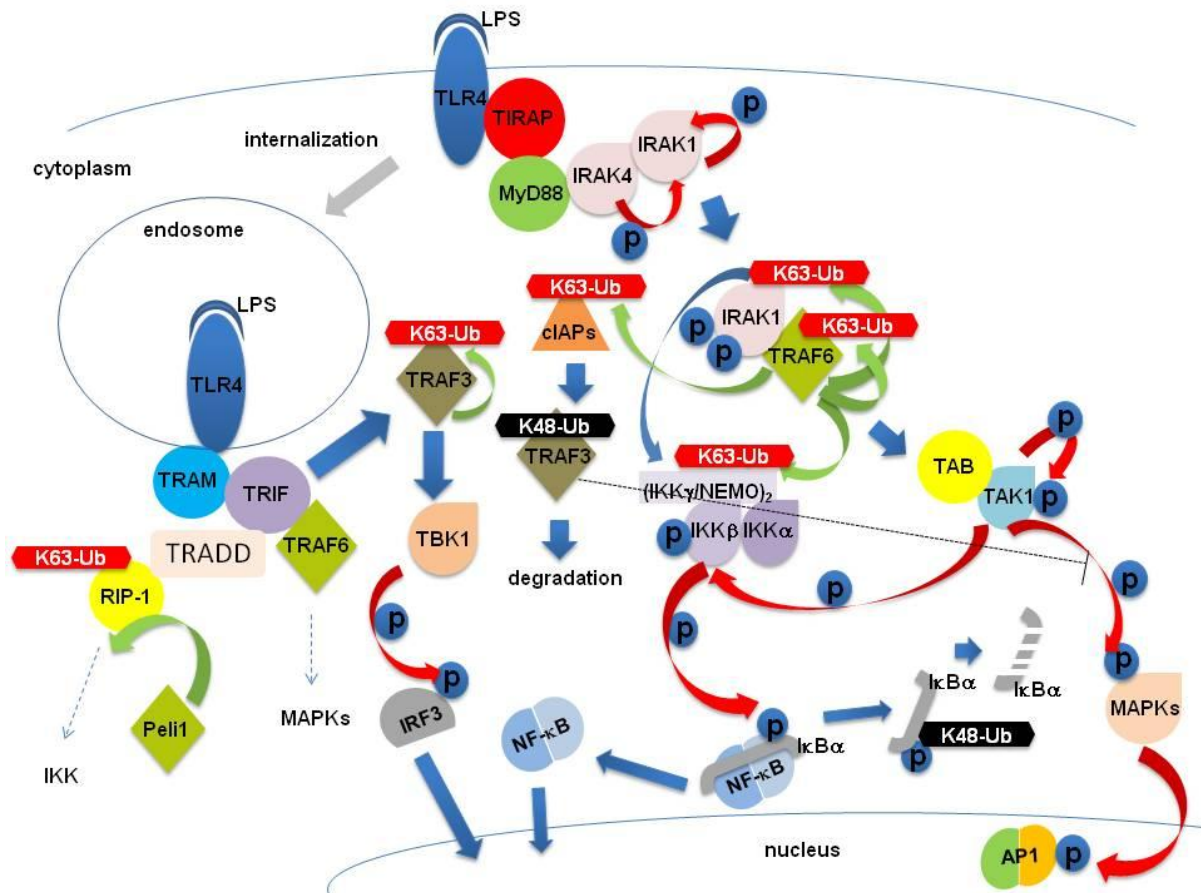 LPS
TLR4
TIRAP
p
IRAK1
internalization
cytoplasm
MyD88
IRAK4
p
endosome
K63-Ub
K63-Ub
LPS
K63-Ub
cIAPs
p
p
IRAK1
K63-Ub
TRAF6
TLR4
TRAF3
K48-Ub
TRAF3
p
K63-Ub
TAB
TRAM
TRIF
(IKKγ/NEMO)2
TAK1
p
TRADD
TRAF6
TBK1
p
IKKβ
IKKα
K63-Ub
RIP-1
degradation
p
p
p
p
p
p
IκBα
IκBα
MAPKs
Peli1
MAPKs
IRF3
NF-κB
p
IκBα
NF-κB
K48-Ub
p
MAPKs
IKK
nucleus
AP1
p